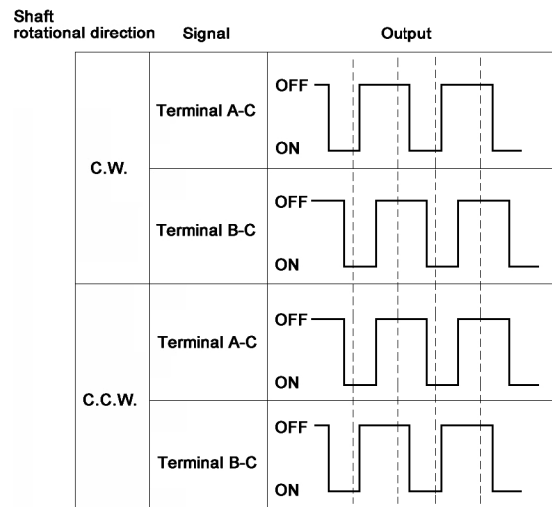 Shaft
rotational direction Signal Output
C.W.
Terminal A-C
OFF
ON
Terminal B-C
OFF
ON
C.C.W.
Terminal A-C
OFF
ON
Terminal B-C
OFF
ON